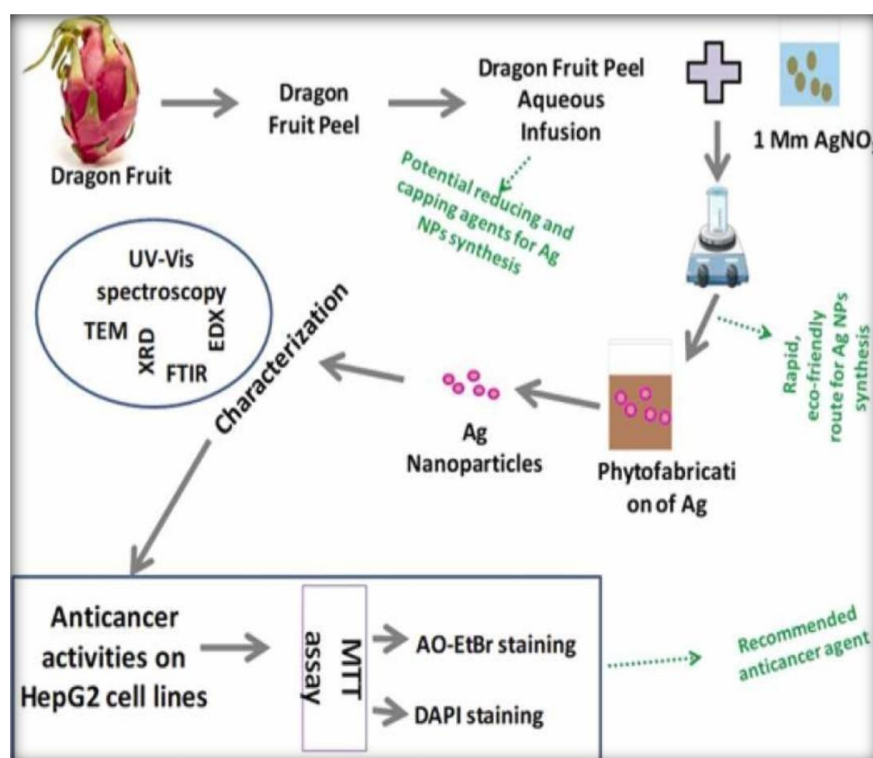 Dragon Fruit
Dragon
Fruit Peel
Dragon Fruit Peel
Aqueous
Infusion
1 Mm AgNO3
Potential reducing and
capping agents for Ag
NPs synthesis
Rapid,
eco-friendly
route for Ag NPs
synthesis
Phytofabricati
on of Ag
Ag
Nanoparticles
Characterization
UV-Vis
spectroscopy
TEM
XRD
EDX
FTIR
Anticancer
activities on
HepG2 cell lines
MTT
assay
AO-EtBr staining
DAPI staining
Recommended
anticancer agent